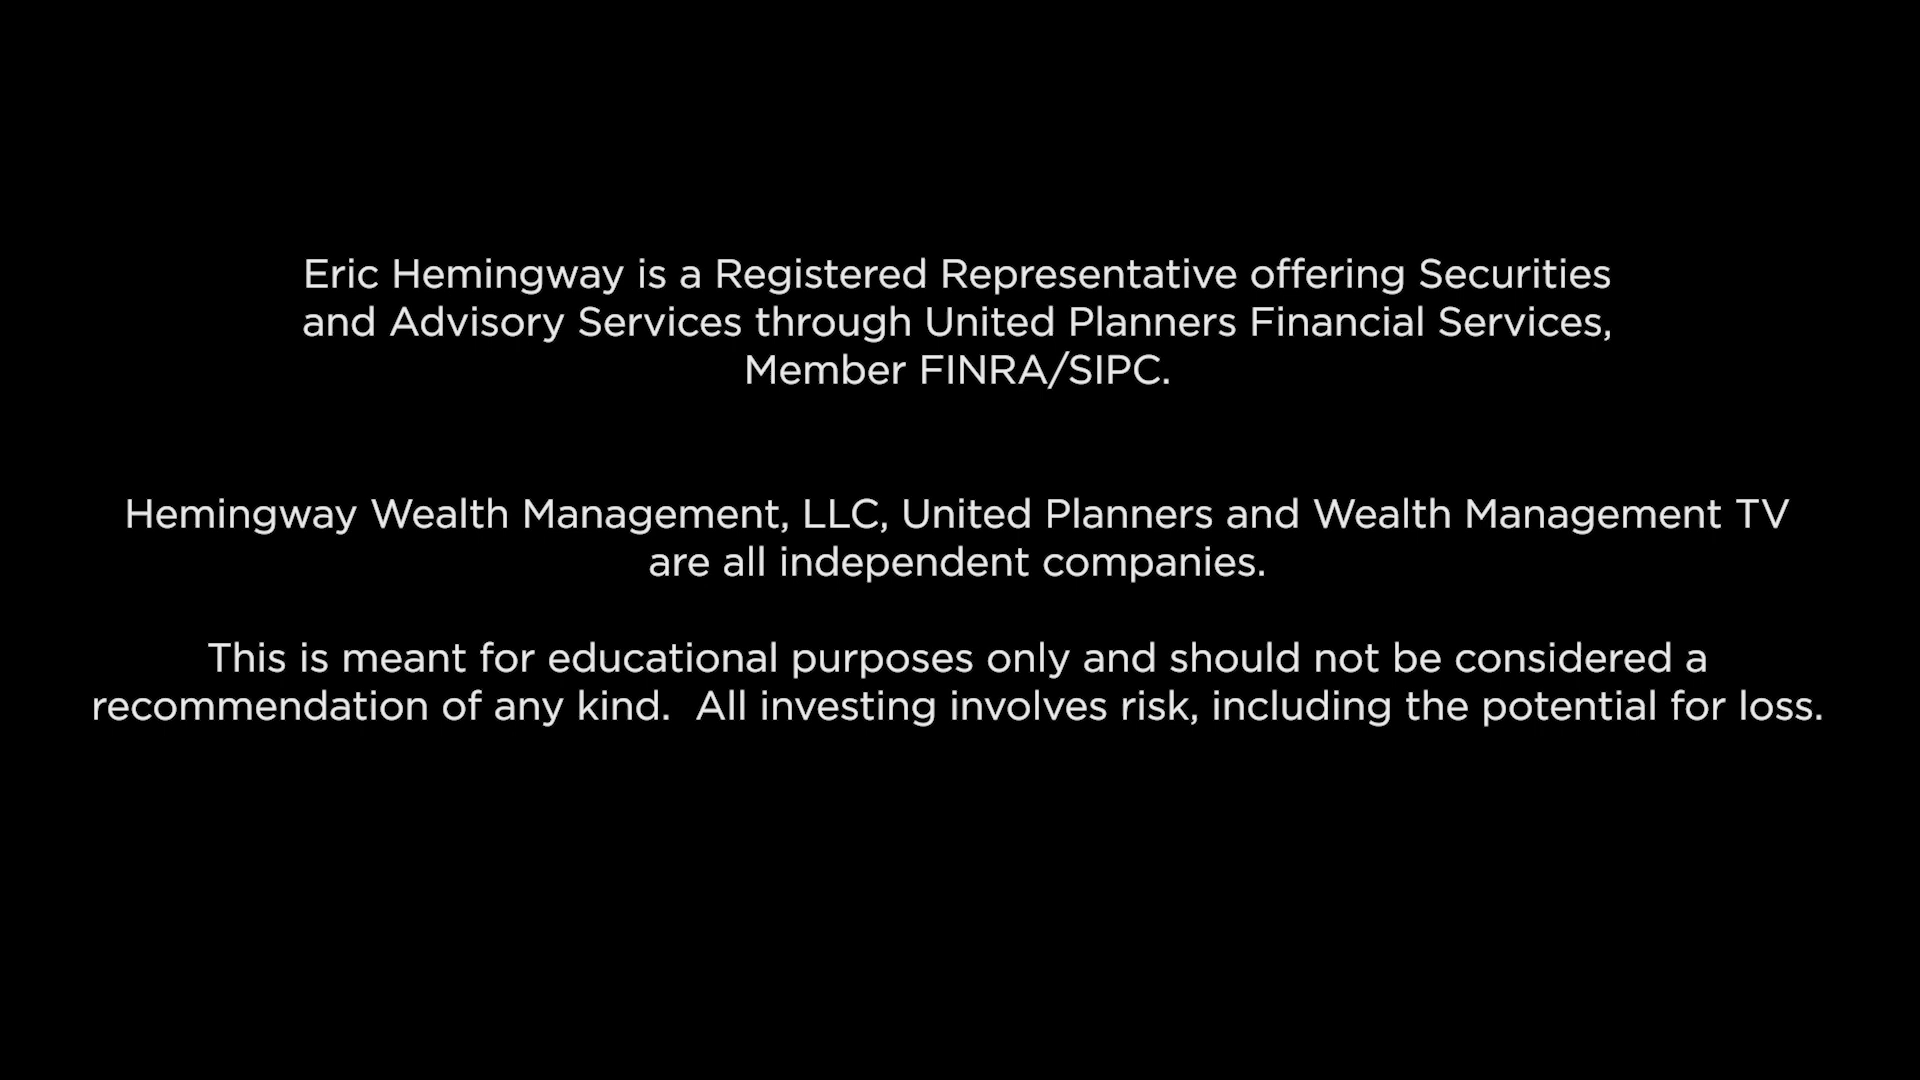 Eric Hemingway is a Registered Representative offering Securities
and Advisory Services through United Planners Financial Services,
Member FINRA/SIPC.
Hemingway Wealth Management, LLC, United Planners and Wealth Management TV
are all independent companies.
This is meant for educational purposes only and should not be considered a
recommendation of any kind.  All investing involves risk, including the potential for loss.